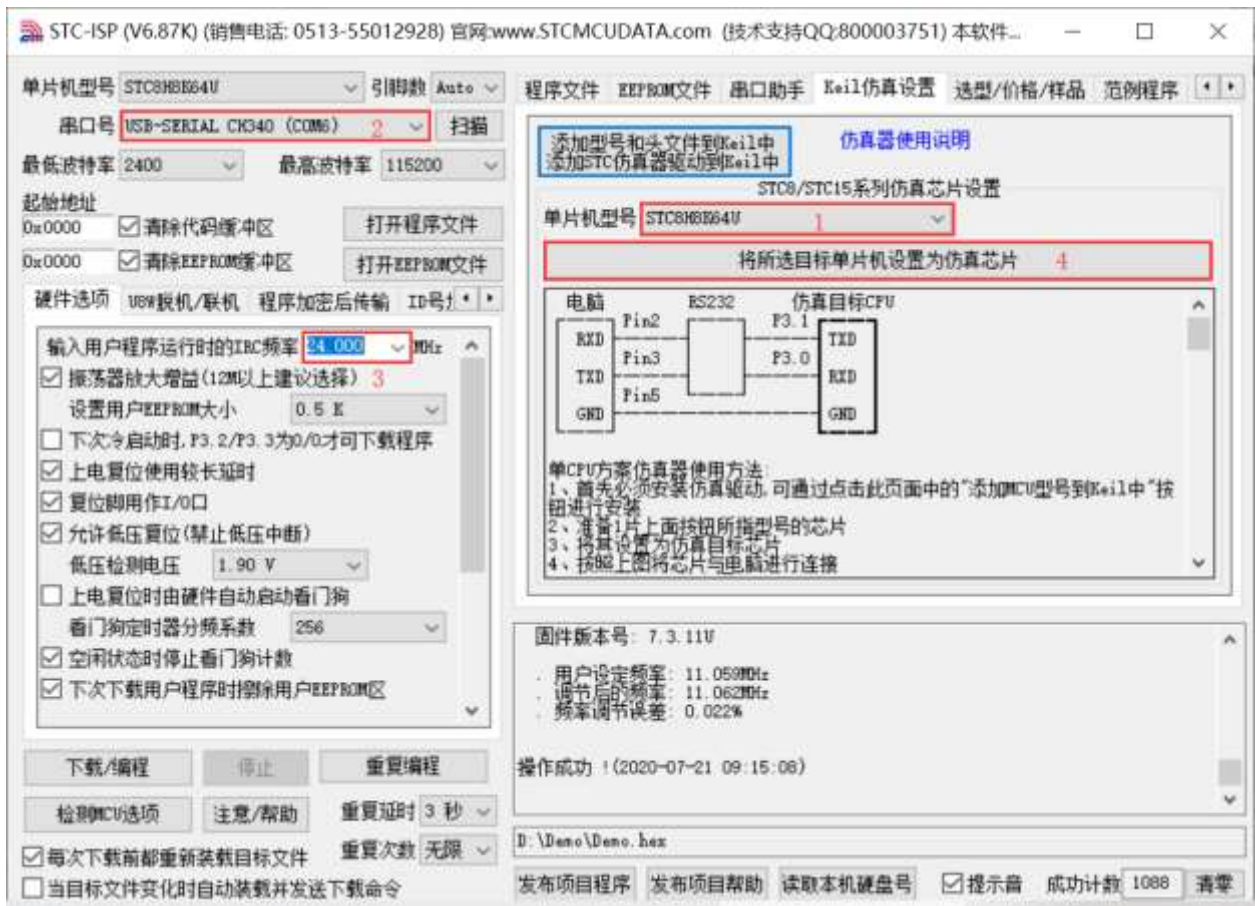 STC-ISP (V6.87K) (销售电话: 0513-55012928) 官网:www.STCMCUDATA.com (技术支持QQ:800003751) 本软件...
单片机型号 STC8H8K64U 引脚数 Auto
串口号 USB-SERIAL CH340 (COM6) 2 扫描
最低波特率 2400 最高波特率 115200
起始地址
0x0000 清除代码缓冲区 打开程序文件
0x0000 清除EEPROM缓冲区 打开EEPROM文件
硬件选项 U8W脱机/联机 程序加密后传输 ID号
输入用户程序运行时的IRC频率 24.000 MHz
振荡器放大增益(12M以上建议选择) 3
设置用户EEPROM大小 0.5 K
下次冷启动时,P3.2/P3.3为0/0才可下载程序
上电复位使用较长延时
复位脚用作I/O口
允许低压复位(禁止低压中断)
低压检测电压 1.90 V
上电复位时由硬件自动启动看门狗
看门狗定时器分频系数 256
空闲状态时停止看门狗计数
下次下载用户程序时擦除用户EEPROM区
下载/编程 停止 重复编程
检测MCU选项 注意/帮助 重复延时 3 秒
每次下载前都重新装载目标文件 重复次数 无限
当目标文件变化时自动装载并发送下载命令
程序文件 EEPROM文件 串口助手 Keil仿真设置 选型/价格/样品 范例程序
添加型号和头文件到Keil中
添加STC仿真器驱动到Keil中
仿真器使用说明
STC8/STC15系列仿真芯片设置
单片机型号 STC8H8K64U 1
将所选目标单片机设置为仿真芯片 4
电脑 RS232 仿真目标CPU
Pin2 P3.1
RXD TXD
Pin3 P3.0
TXD RXD
Pin5
GND GND
单CPU方案仿真器使用方法:
1、首先必须安装仿真驱动,可通过点击此页面中的"添加MCU型号到Keil中"按
钮进行安装
2、准备1片上面按钮所指型号的芯片
3、将其设置为仿真目标芯片
4、按照上图将芯片与电脑进行连接
固件版本号: 7.3.11U
. 用户设定频率: 11.059MHz
. 调节后的频率: 11.062MHz
. 频率调节误差: 0.022%
操作成功 !(2020-07-21 09:15:08)
D:\Demo\Demo.hex
发布项目程序 发布项目帮助 读取本机硬盘号 提示音 成功计数 1088 清零